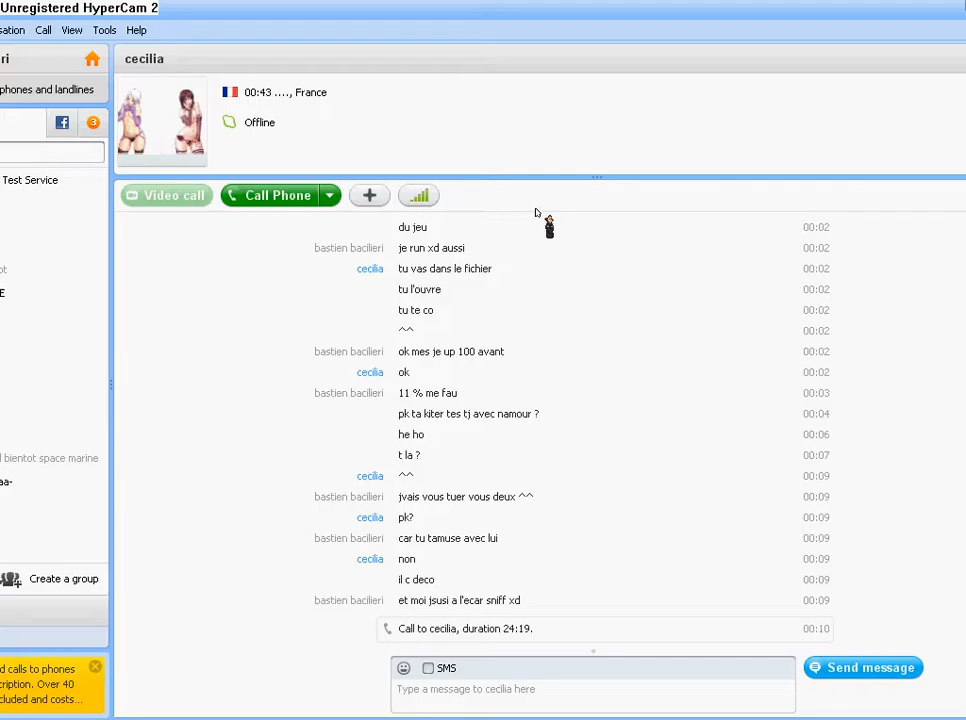 Unregistered HyperCam 2
sation Call View Tools Help
ri
cecilia
phones and landlines
00:43 ...., France
3
Offline
Test Service
Video call
Call Phone
du jeu 00:02
bastien bacilieri je run xd aussi 00:02
cecilia tu vas dans le fichier 00:02
tu l'ouvre 00:02
tu te co 00:02
^^ 00:02
bastien bacilieri ok mes je up 100 avant 00:02
cecilia ok 00:02
bastien bacilieri 11 % me fau 00:03
pk ta kiter tes tj avec namour ? 00:04
he ho 00:06
t la ? 00:07
cecilia ^^ 00:09
bastien bacilieri jvais vous tuer vous deux ^^ 00:09
cecilia pk? 00:09
bastien bacilieri car tu tamuse avec lui 00:09
cecilia non 00:09
il c deco 00:09
bastien bacilieri et moi jsusi a l'ecar sniff xd 00:09
Call to cecilia, duration 24:19. 00:10
ot
E
l bientot space marine
aa-
Create a group
d calls to phones
cription. Over 40
cluded and costs...
SMS
Type a message to cecilia here
Send message